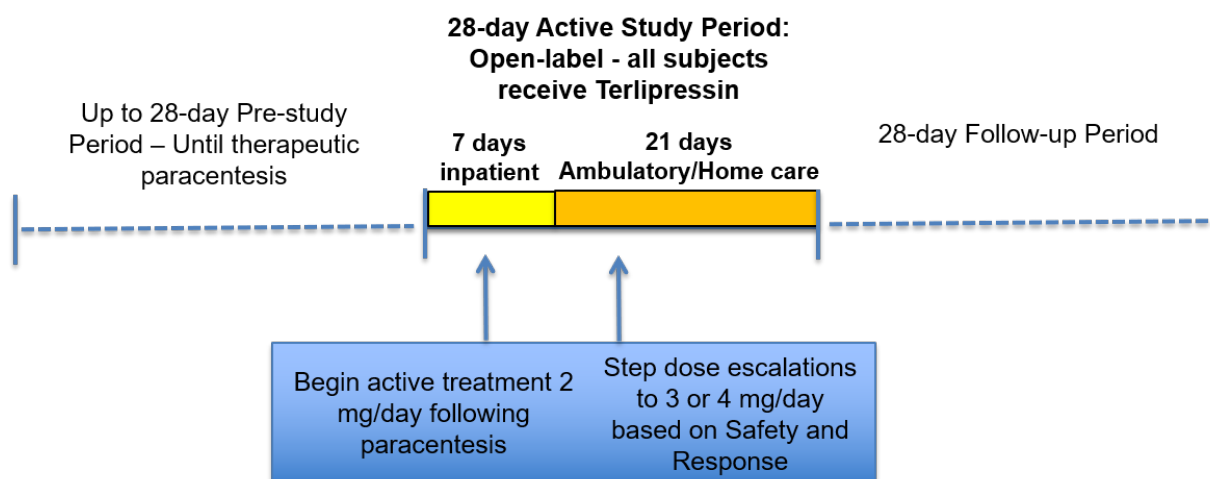 28-day Active Study Period:
Open-label - all subjects
receive Terlipressin
Up to 28-day Pre-study
Period – Until therapeutic
paracentesis
7 days
inpatient
21 days
Ambulatory/Home care
28-day Follow-up Period
Begin active treatment 2
mg/day following
paracentesis
Step dose escalations
to 3 or 4 mg/day
based on Safety and
Response